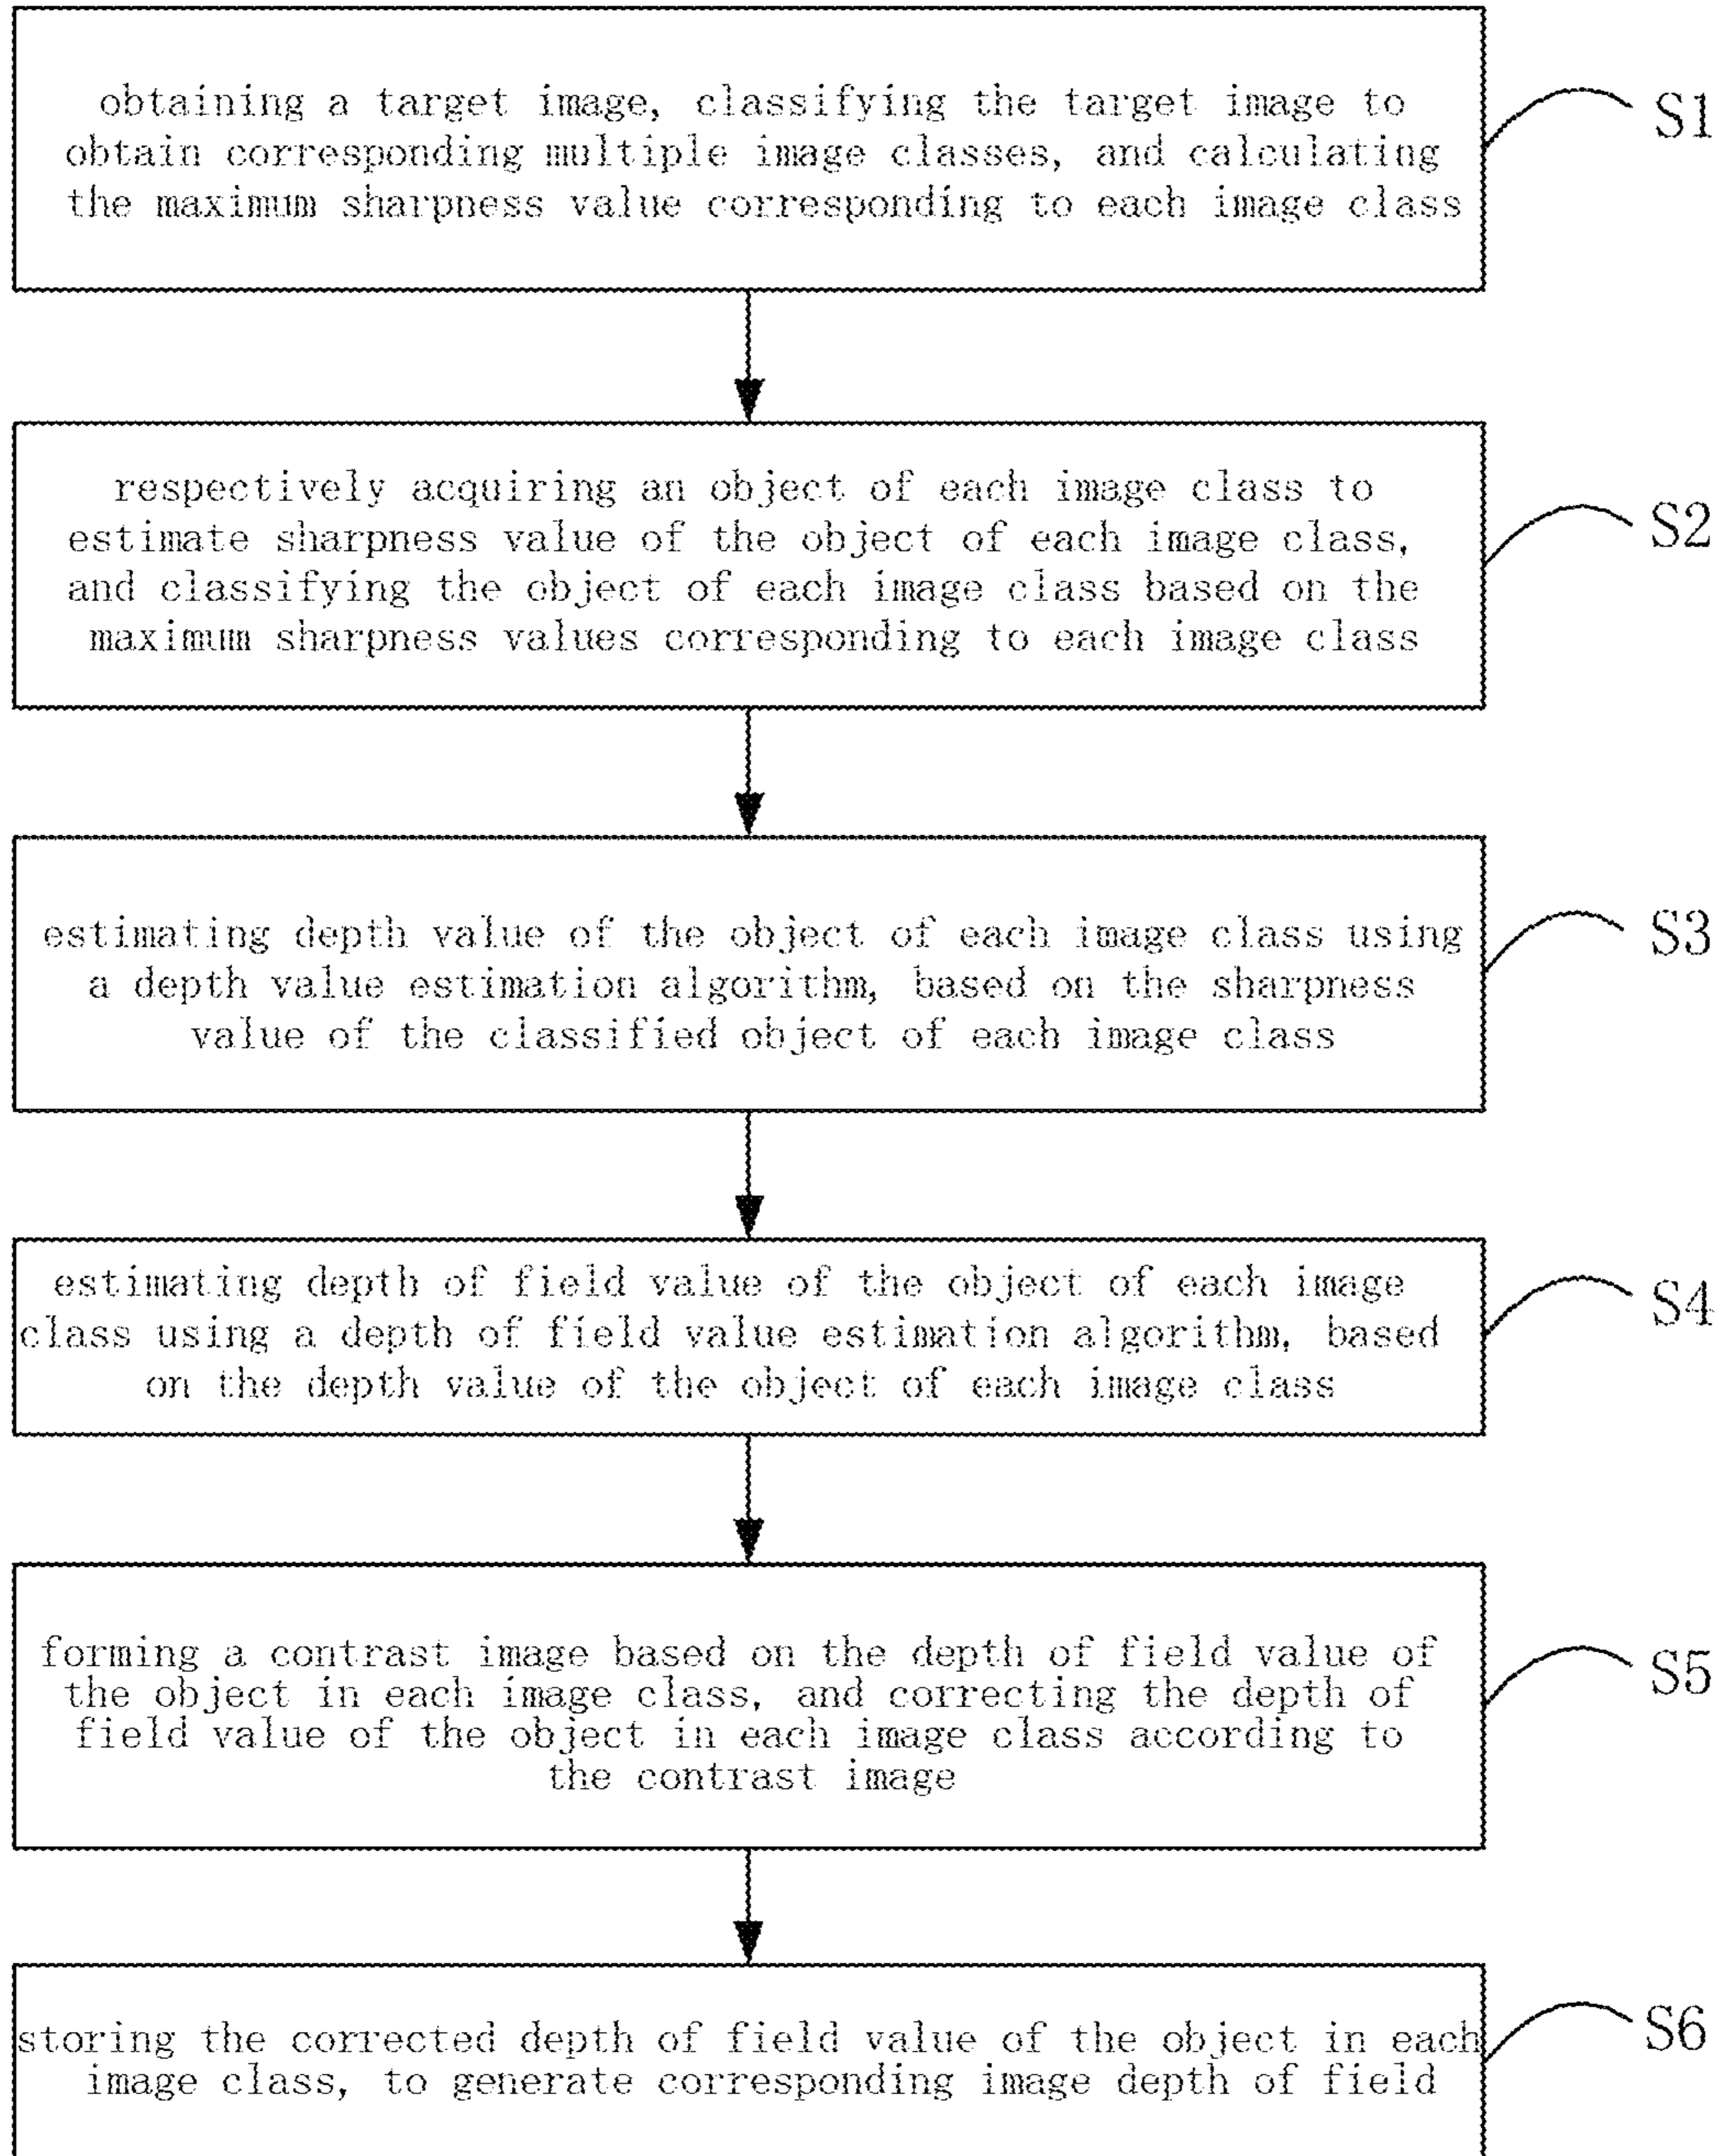 obtaining a target image, classifying the target image to
obtain corresponding multiple image classes, and calculating
the maximum sharpness value corresponding to each image class
S1
respectively acquiring an object of each image class to
estimate sharpness value of the object of each image class,
and classifying the object of each image class based on the
maximum sharpness values corresponding to each image class
S2
estimating depth value of the object of each image class using
a depth value estimation algorithm, based on the sharpness
value of the classified object of each image class
S3
estimating depth of field value of the object of each image
class using a depth of field value estimation algorithm, based
on the depth value of the object of each image class
S4
forming a contrast image based on the depth of field value of
the object in each image class, and correcting the depth of
field value of the object in each image class according to
the contrast image
S5
storing the corrected depth of field value of the object in each
image class, to generate corresponding image depth of field
S6